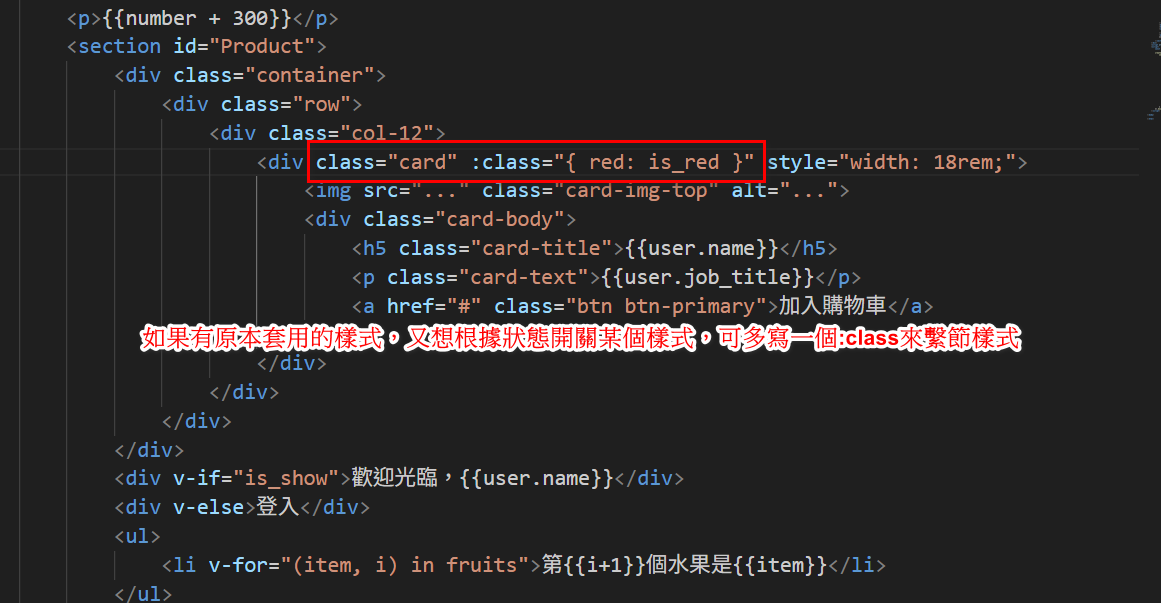 <p>{{number + 300}}</p>
<section id="Product">
<div class="container">
<div class="row">
<div class="col-12">
<div class="card" :class="{ red: is_red }" style="width: 18rem;">
<img src="..." class="card-img-top" alt="...">
<div class="card-body">
<h5 class="card-title">{{user.name}}</h5>
<p class="card-text">{{user.job_title}}</p>
<a href="#" class="btn btn-primary">加入購物車</a>
如果有原本套用的樣式，又想根據狀態開關某個樣式，可多寫一個:class來繫節樣式
</div>
</div>
</div>
</div>
<div v-if="is_show">歡迎光臨，{{user.name}}</div>
<div v-else>登入</div>
<ul>
<li v-for="(item, i) in fruits">第{{i+1}}個水果是{{item}}</li>
</ul>